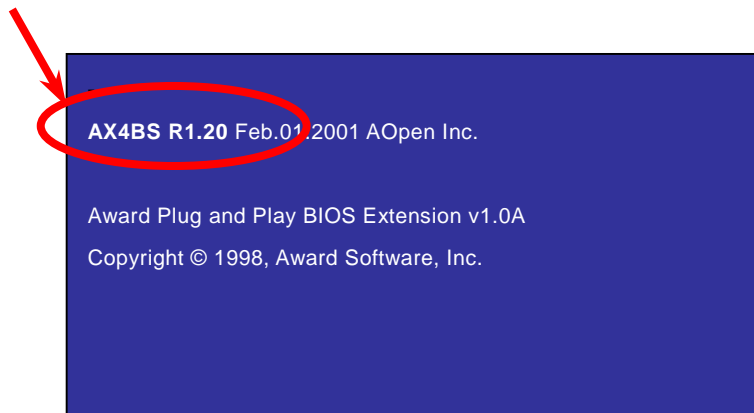 AX4BS R1.20 Feb.01.2001 AOpen Inc.
Award Plug and Play BIOS Extension v1.0A
Copyright © 1998, Award Software, Inc.